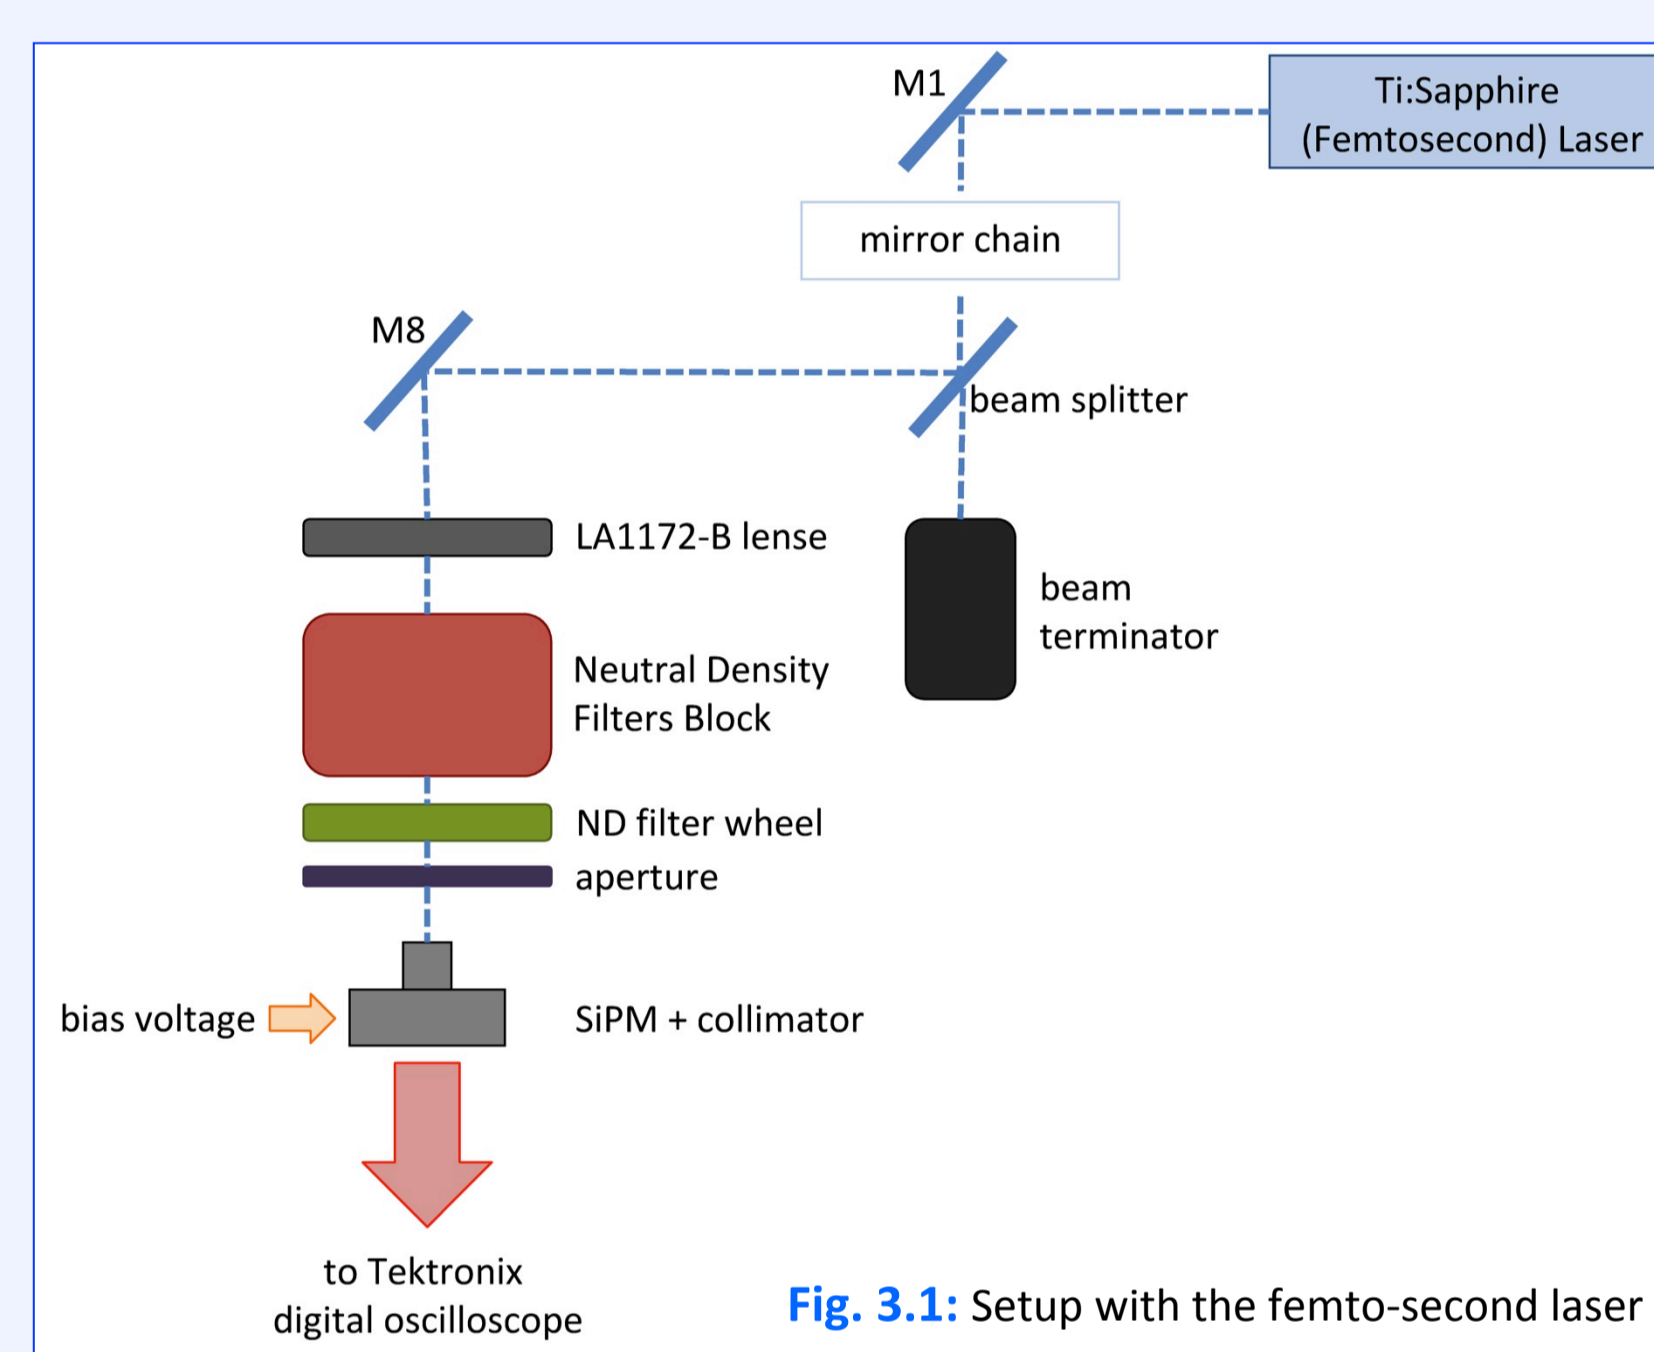 M1
Ti:Sapphire
(Femtosecond) Laser
mirror chain
M8
beam splitter
LA1172-B lense
beam
terminator
Neutral Density
Filters Block
ND filter wheel
aperture
bias voltage
SiPM + collimator
to Tektronix
digital oscilloscope
Fig. 3.1: Setup with the femto-second laser